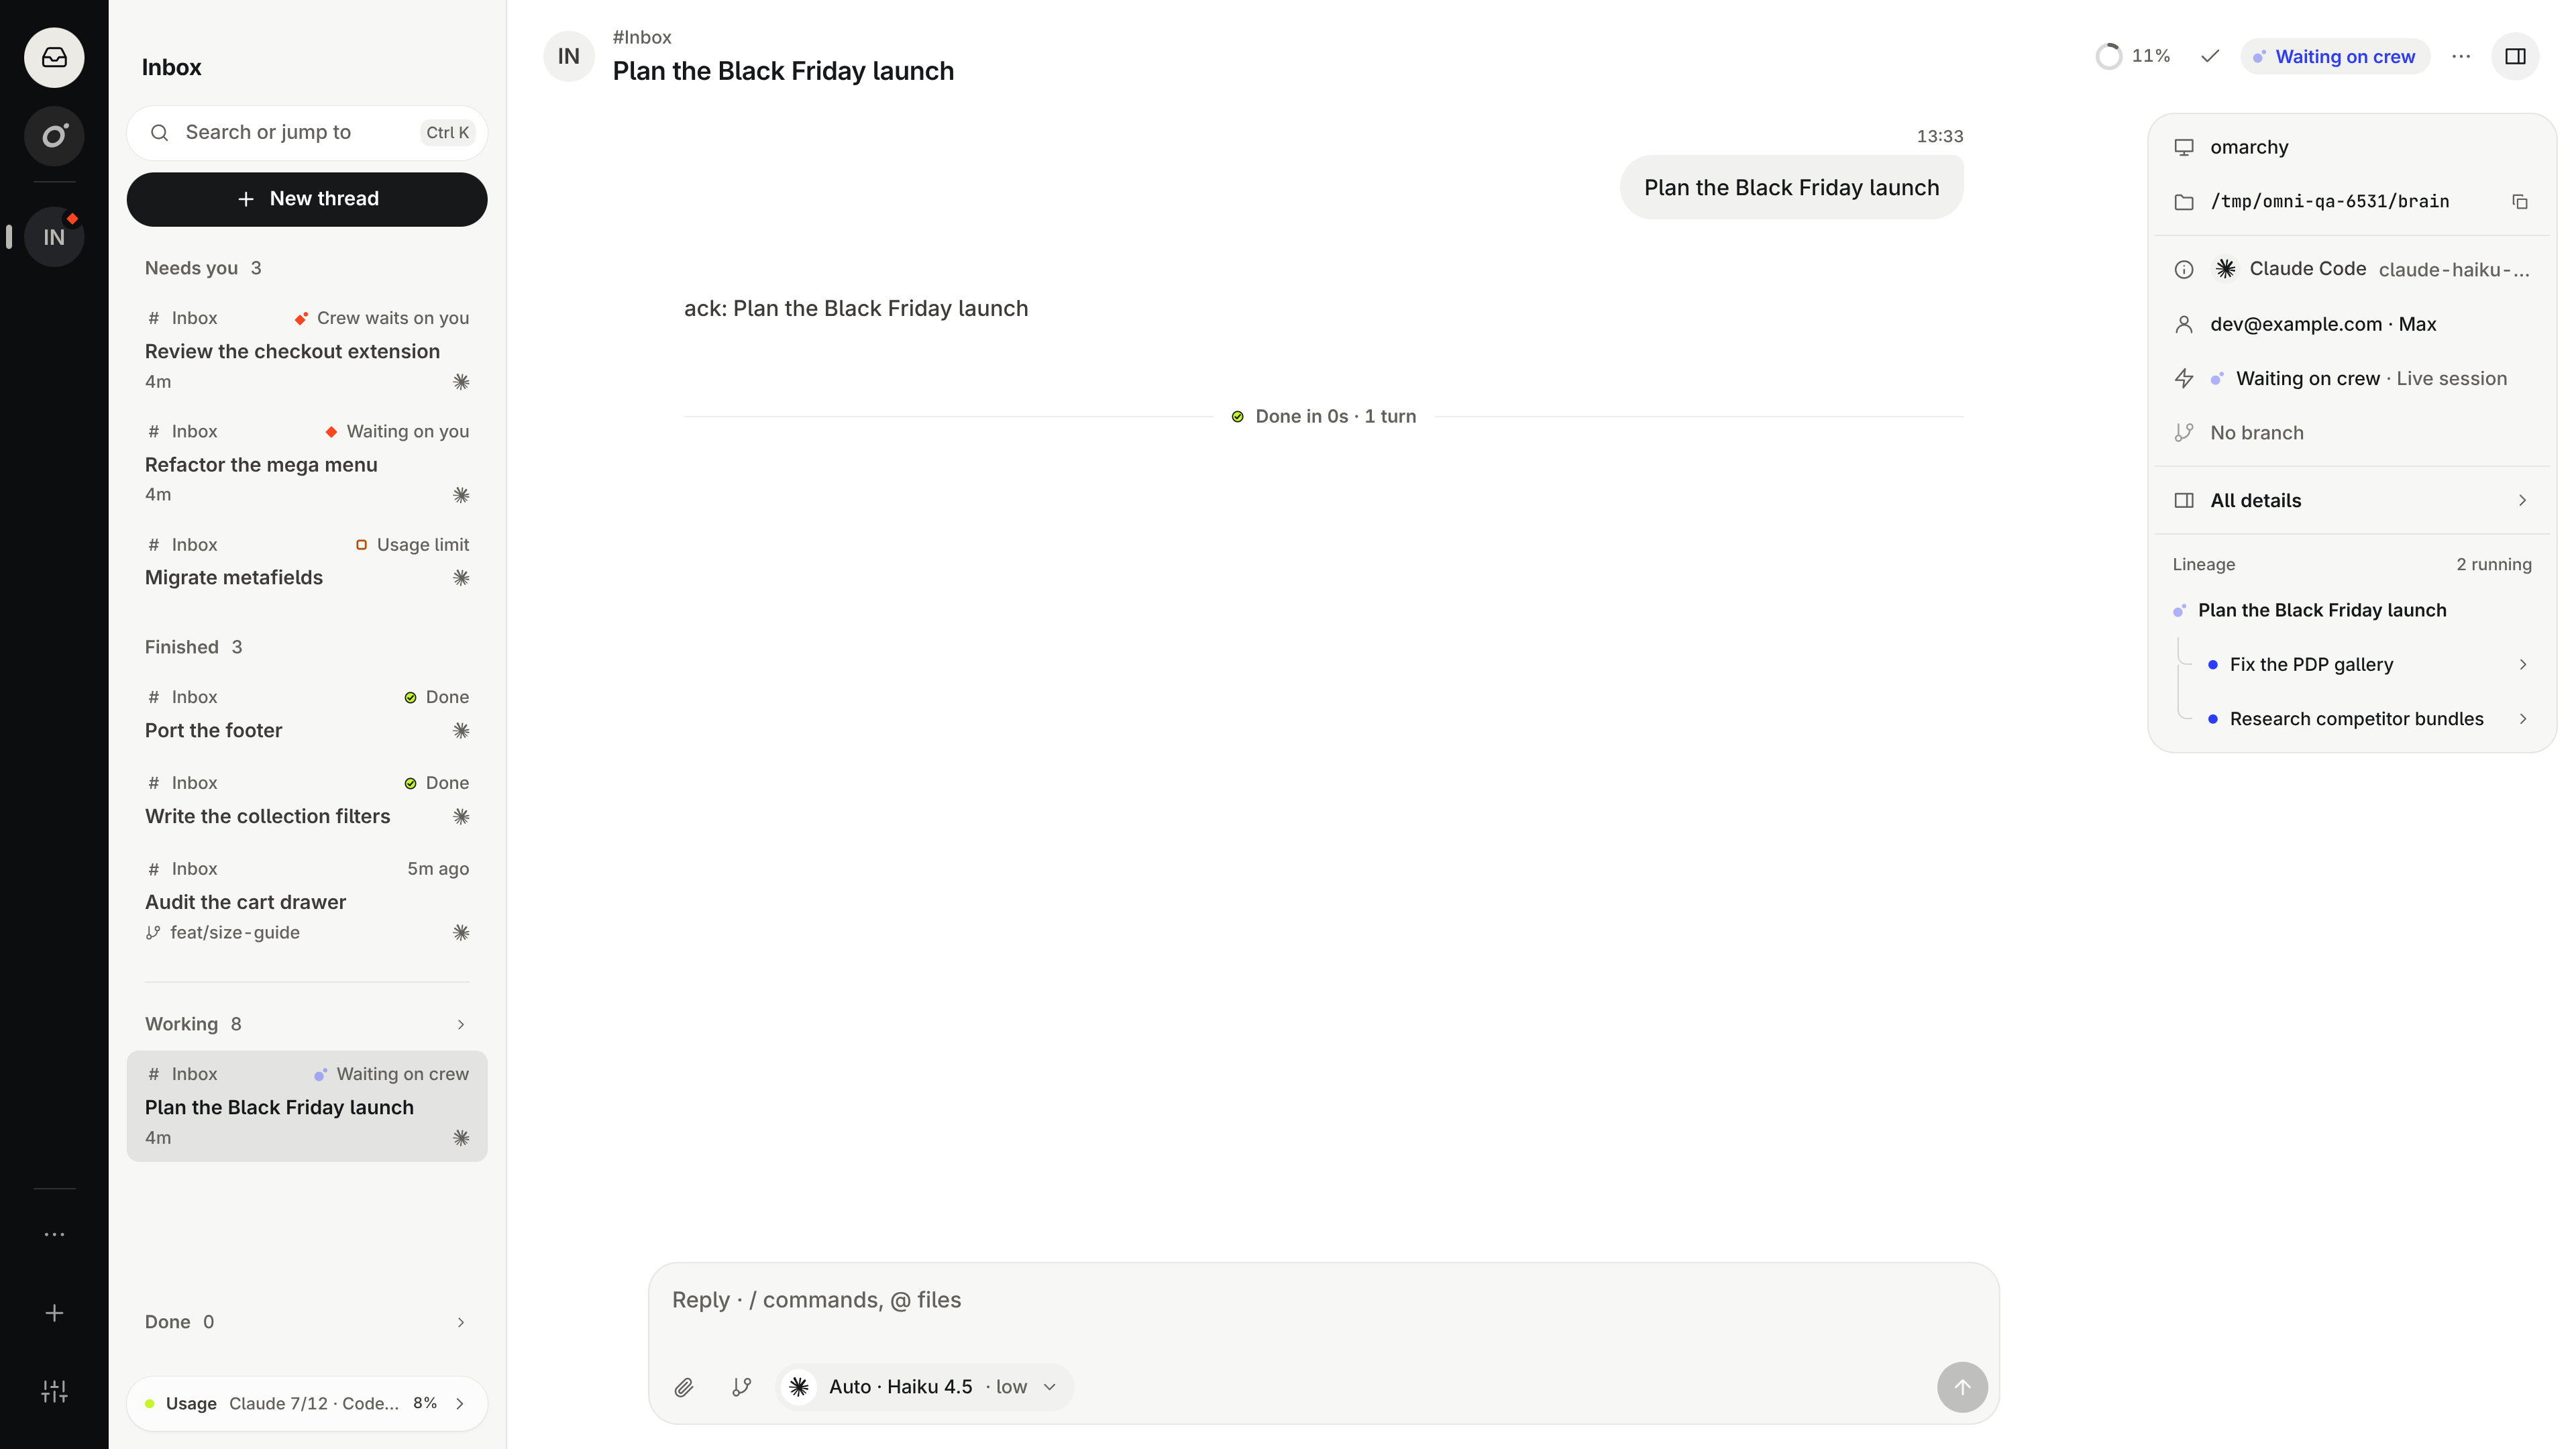 IN
Inbox
Search or jump to
Ctrl K
New thread
Needs you 3
# Inbox Crew waits on you
Review the checkout extension
4m
# Inbox Waiting on you
Refactor the mega menu
4m
# Inbox Usage limit
Migrate metafields
Finished 3
# Inbox Done
Port the footer
# Inbox Done
Write the collection filters
# Inbox 5m ago
Audit the cart drawer
feat/size-guide
Working 8
# Inbox Waiting on crew
Plan the Black Friday launch
4m
Done 0
Usage Claude 7/12 · Code... 8%
IN
#Inbox
Plan the Black Friday launch
11%
Waiting on crew
13:33
Plan the Black Friday launch
ack: Plan the Black Friday launch
Done in 0s · 1 turn
Reply · / commands, @ files
Auto · Haiku 4.5 · low
omarchy
/tmp/omni-qa-6531/brain
Claude Code claude-haiku-...
dev@example.com · Max
Waiting on crew · Live session
No branch
All details
Lineage 2 running
Plan the Black Friday launch
Fix the PDP gallery
Research competitor bundles